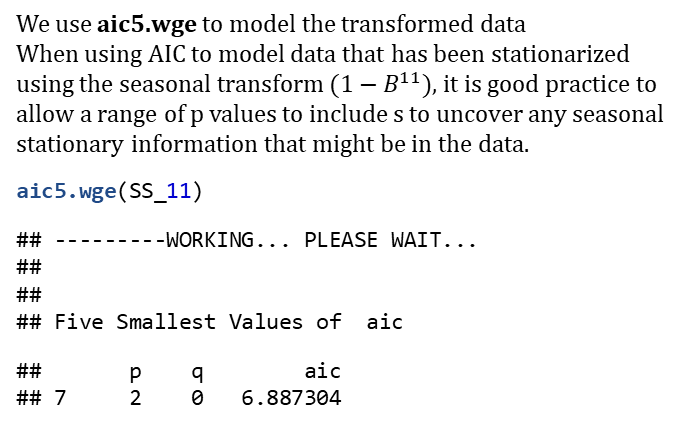 We use aic5.wge to model the transformed data
When using AIC to model data that has been stationarized
using the seasonal transform (1 − B¹¹), it is good practice to
allow a range of p values to include s to uncover any seasonal
stationary information that might be in the data.
aic5.wge(SS_11)
## ---------WORKING... PLEASE WAIT...
##
##
## Five Smallest Values of  aic
##        p    q        aic
## 7      2    0   6.887304